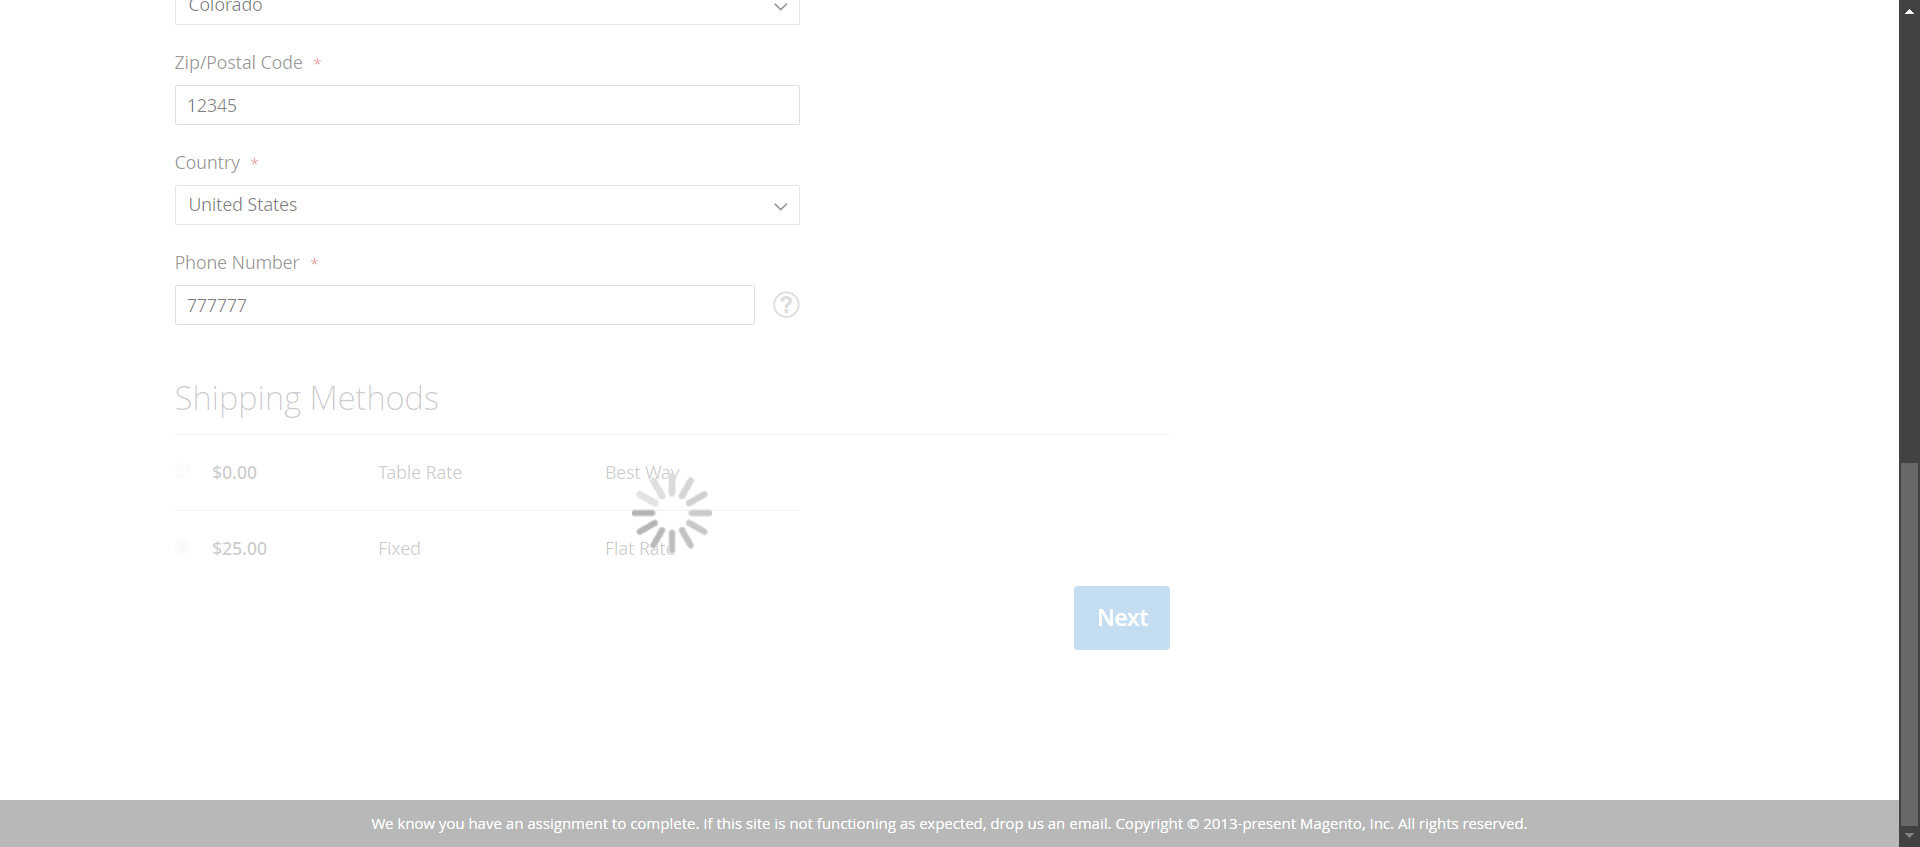 Colorado
Zip/Postal Code *
12345
Country *
United States
Phone Number *
777777
?
Shipping Methods
$0.00 Table Rate Best Way
$25.00 Fixed Flat Rate
Next
We know you have an assignment to complete. If this site is not functioning as expected, drop us an email. Copyright © 2013-present Magento, Inc. All rights reserved.